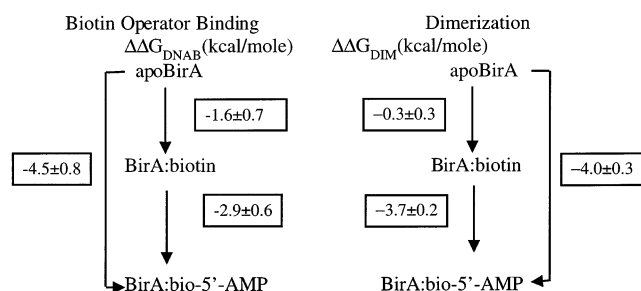 Biotin Operator Binding
ΔΔG_DNAB(kcal/mole)
apoBirA
-1.6±0.7
-4.5±0.8
BirA:biotin
-2.9±0.6
BirA:bio-5'-AMP
Dimerization
ΔΔG_DIM(kcal/mole)
apoBirA
−0.3±0.3
BirA:biotin
−4.0±0.3
−3.7±0.2
BirA:bio-5'-AMP